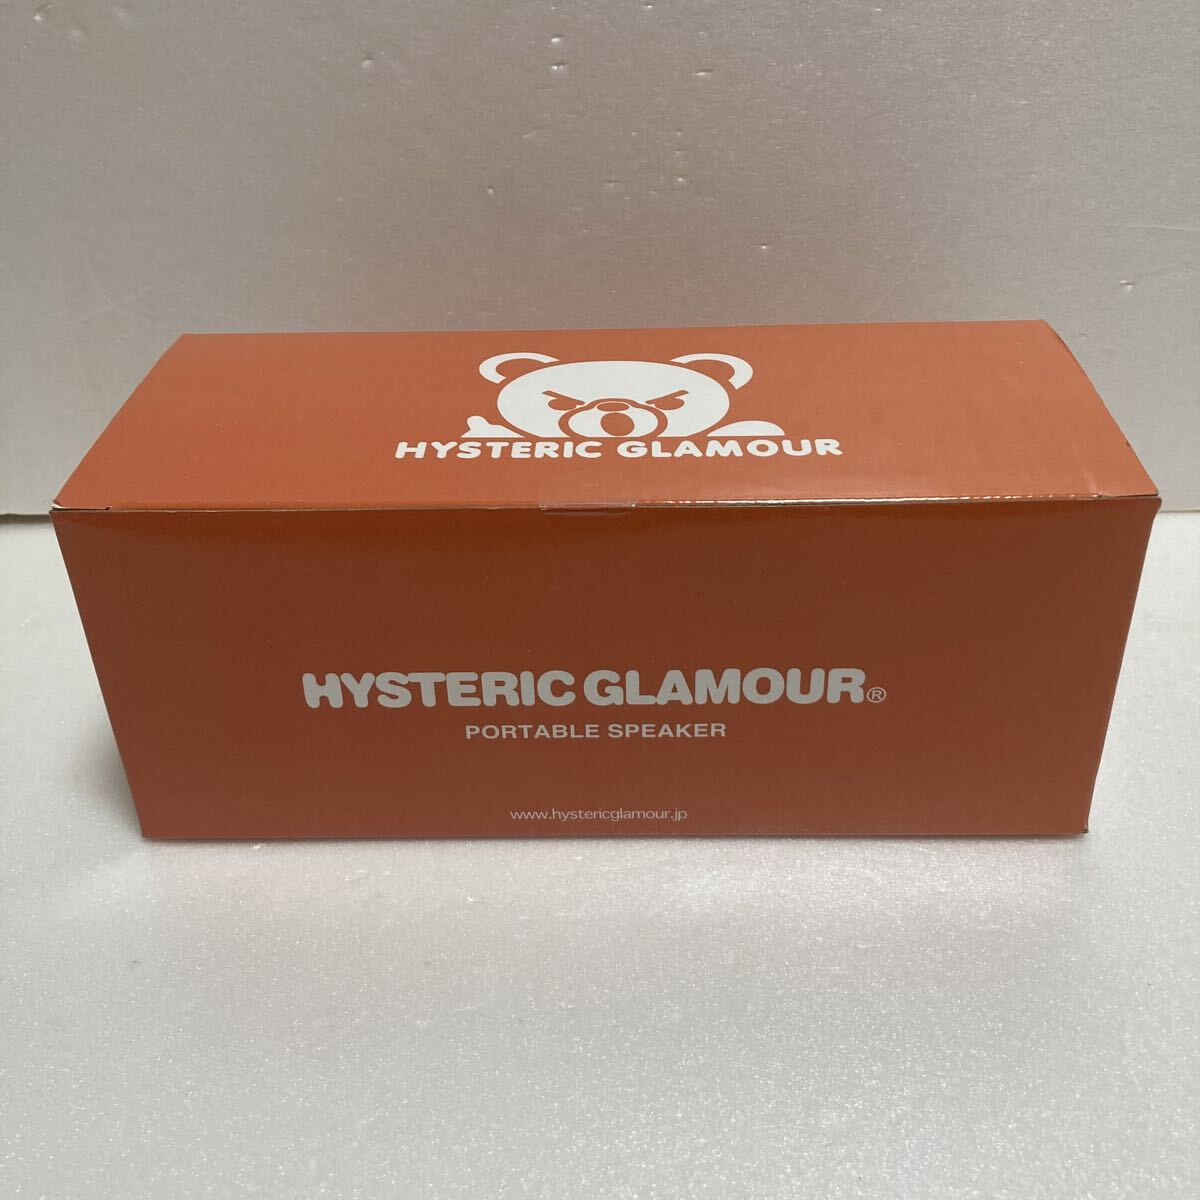 HYSTERIC GLAMOUR
HYSTERIC GLAMOUR®
PORTABLE SPEAKER
www.hystericglamour.jp